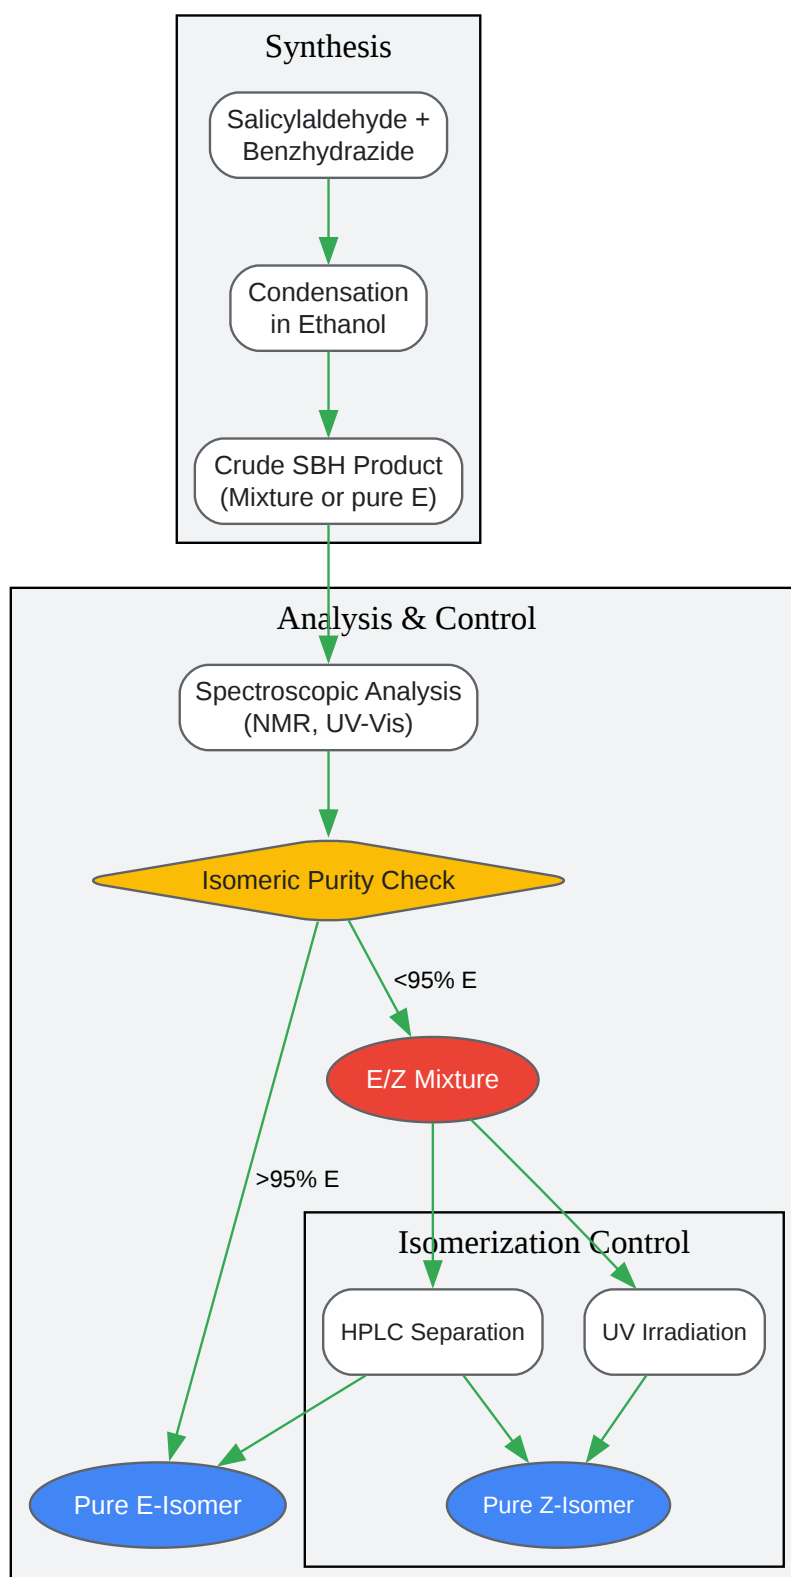 Synthesis
Salicylaldehyde +
Benzhydrazide
Condensation
in Ethanol
Crude SBH Product
(Mixture or pure E)
Analysis & Control
Spectroscopic Analysis
(NMR, UV-Vis)
Isomeric Purity Check
<95% E
E/Z Mixture
>95% E
Isomerization Control
HPLC Separation
UV Irradiation
Pure E-Isomer
Pure Z-Isomer